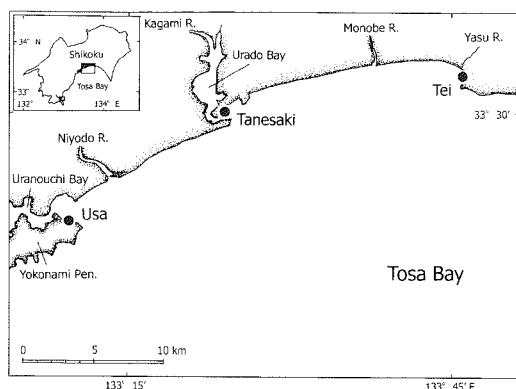 34° N
Shikoku
Tosa Bay
33°
132°
134° E
Kagami R.
Urado Bay
Monobe R.
Yasu R.
Tei
33° 30' N
Tanesaki
Niyodo R.
Uranouchi Bay
Usa
Yokonami Pen.
Tosa Bay
0 5 10 km
133° 15'
133° 45' E